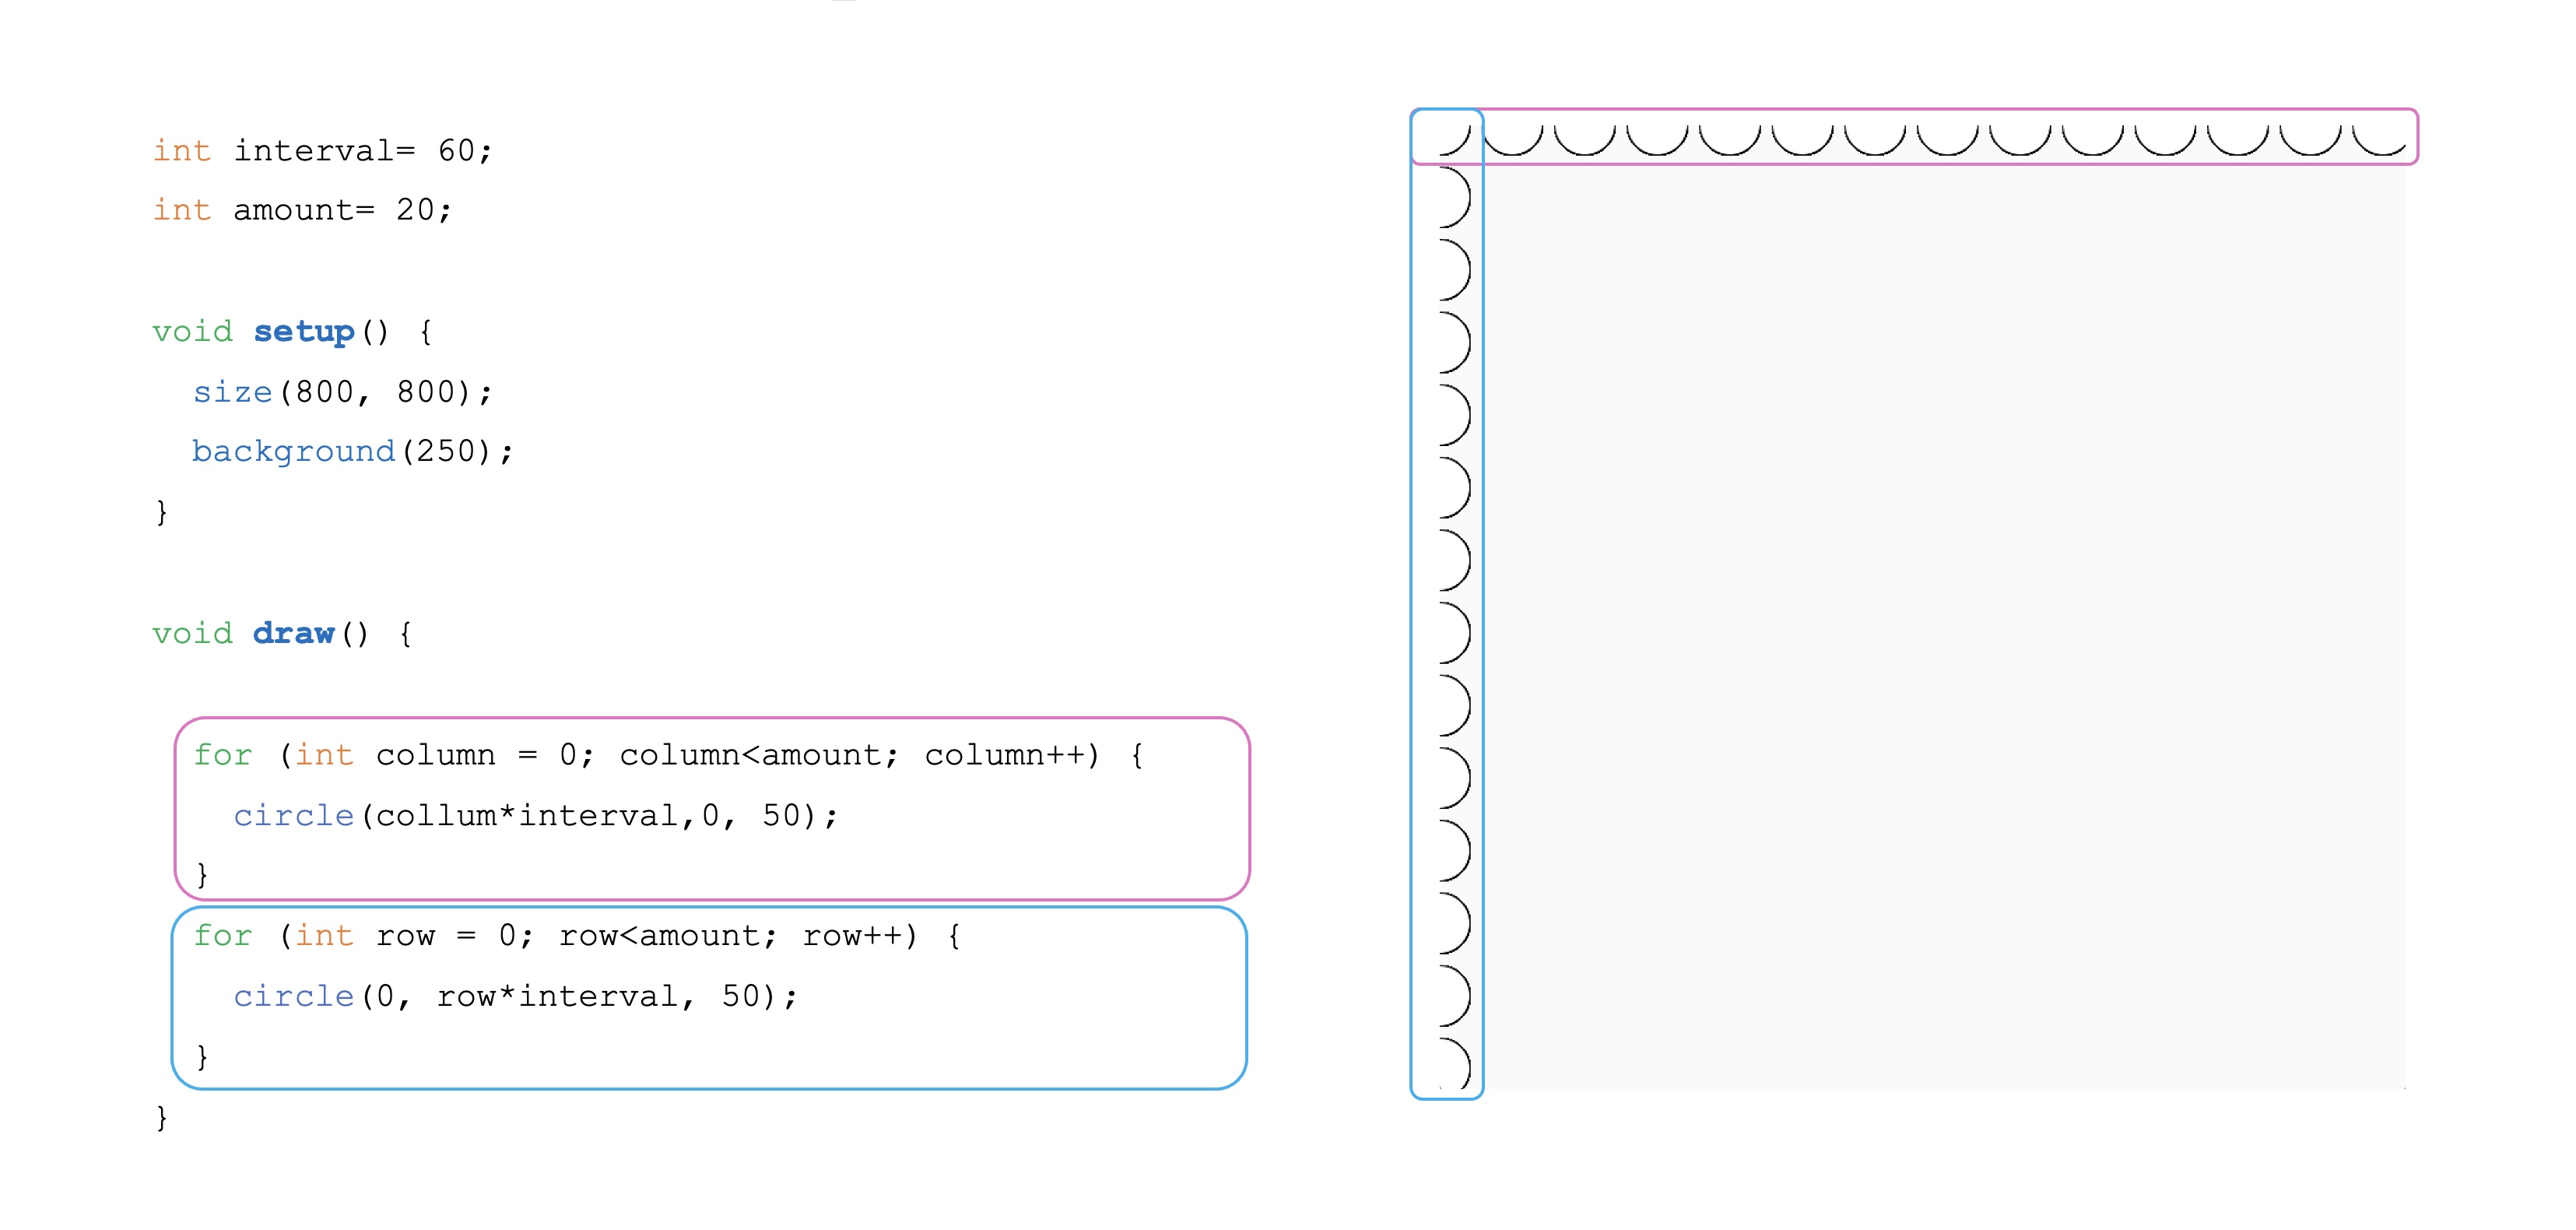 int interval= 60;
int amount= 20;
void setup() {
size(800, 800);
background(250);
}
void draw() {
for (int column = 0; column<amount; column++) {
circle(collum*interval,0, 50);
}
for (int row = 0; row<amount; row++) {
circle(0, row*interval, 50);
}
}